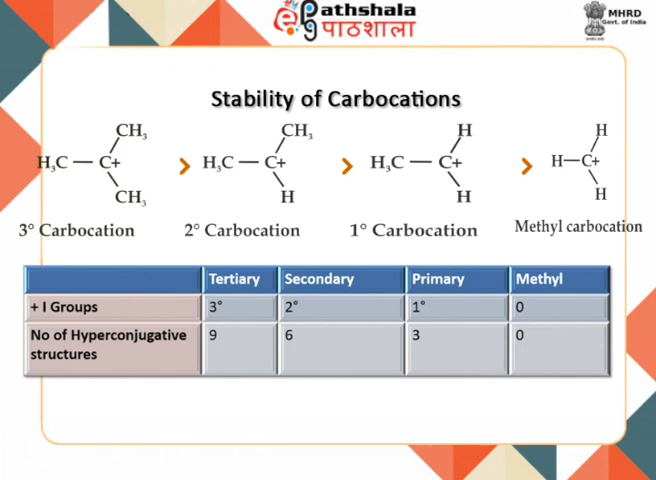 Pathshala
पाठशाला
MHRD
Govt. of India
Stability of Carbocations
CH₃ CH₃ H H
H₃C — C+ > H₃C — C+ > H₃C — C+ > H—C+
CH₃ H H H
3° Carbocation 2° Carbocation 1° Carbocation Methyl carbocation
Tertiary Secondary Primary Methyl
+ I Groups 3° 2° 1° 0
No of Hyperconjugative 9 6 3 0
structures